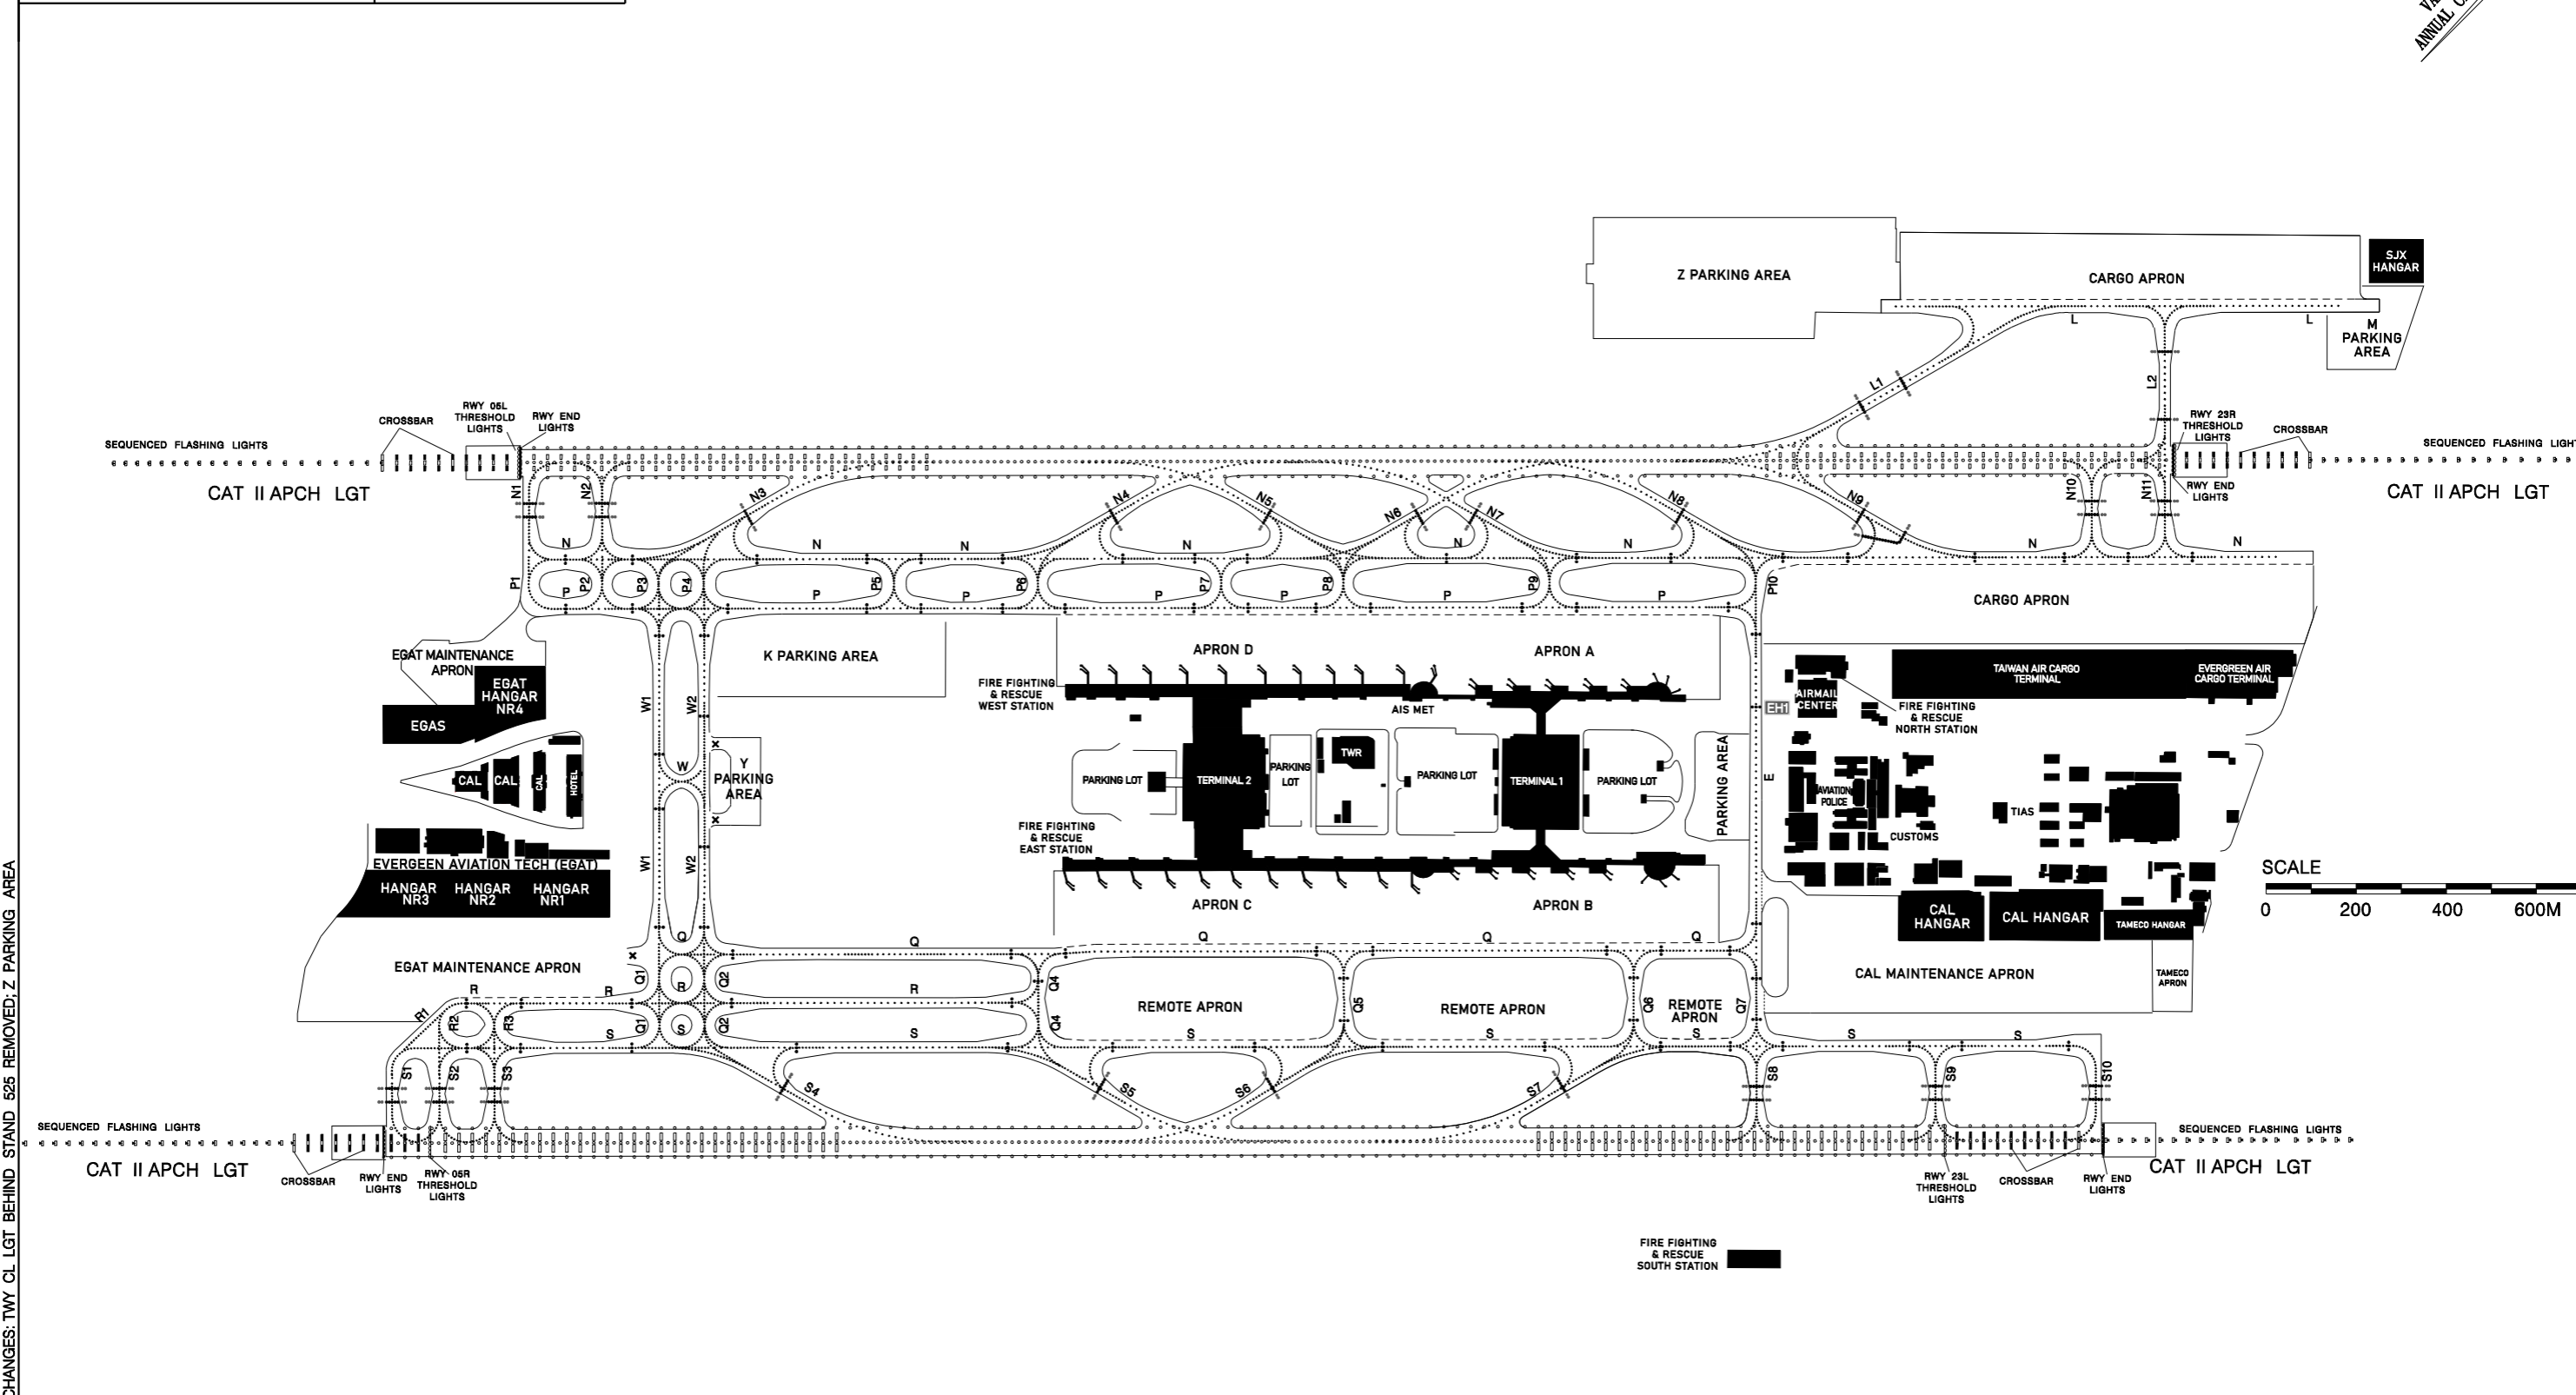 VA
ANNUAL C
Z PARKING AREA
CARGO APRON
SJX
HANGAR
M
PARKING
AREA
L
L
L1
L2
RWY 05L
THRESHOLD
LIGHTS
RWY END
LIGHTS
CROSSBAR
SEQUENCED FLASHING LIGHTS
CAT II APCH LGT
RWY 23R
THRESHOLD
LIGHTS
CROSSBAR
SEQUENCED FLASHING LIGHT
RWY END
LIGHTS
CAT II APCH LGT
N1
N2
N3
N4
N5
N6
N7
N8
N9
N10
N11
N
N
N
N
N
N
N
N
P1
P2
P3
P4
P5
P6
P7
P8
P9
P10
P
P
P
P
P
P
P
CARGO APRON
EGAT MAINTENANCE
APRON
EGAT
HANGAR
NR4
EGAS
K PARKING AREA
APRON D
APRON A
FIRE FIGHTING
& RESCUE
WEST STATION
AIS MET
W1
W2
EH1
AIRMAIL
CENTER
TAIWAN AIR CARGO
TERMINAL
EVERGREEN AIR
CARGO TERMINAL
FIRE FIGHTING
& RESCUE
NORTH STATION
CAL
CAL
CAL
HOTEL
W
Y
PARKING
AREA
PARKING LOT
TERMINAL 2
PARKING
LOT
TWR
PARKING LOT
TERMINAL 1
PARKING LOT
PARKING AREA
E
AVIATION
POLICE
TIAS
CUSTOMS
FIRE FIGHTING
& RESCUE
EAST STATION
EVERGEEN AVIATION TECH (EGAT)
HANGAR
NR3
HANGAR
NR2
HANGAR
NR1
W1
W2
APRON C
APRON B
CAL
HANGAR
CAL HANGAR
TAMECO HANGAR
SCALE
0
200
400
600M
Q
Q
Q
Q
Q
EGAT MAINTENANCE APRON
Q1
Q2
Q4
Q5
Q6
Q7
CAL MAINTENANCE APRON
TAMECO
APRON
R
R
R
R
REMOTE APRON
REMOTE APRON
REMOTE
APRON
R1
R2
R3
Q1
Q2
Q4
S
S
S
S
S
S
S
S
S1
S2
S3
S4
S5
S6
S7
S8
S9
S10
SEQUENCED FLASHING LIGHTS
CAT II APCH LGT
CROSSBAR
RWY END
LIGHTS
RWY 05R
THRESHOLD
LIGHTS
RWY 23L
THRESHOLD
LIGHTS
CROSSBAR
RWY END
LIGHTS
SEQUENCED FLASHING LIGHTS
CAT II APCH LGT
FIRE FIGHTING
& RESCUE
SOUTH STATION
CHANGES: TWY CL LGT BEHIND STAND 525 REMOVED; Z PARKING AREA